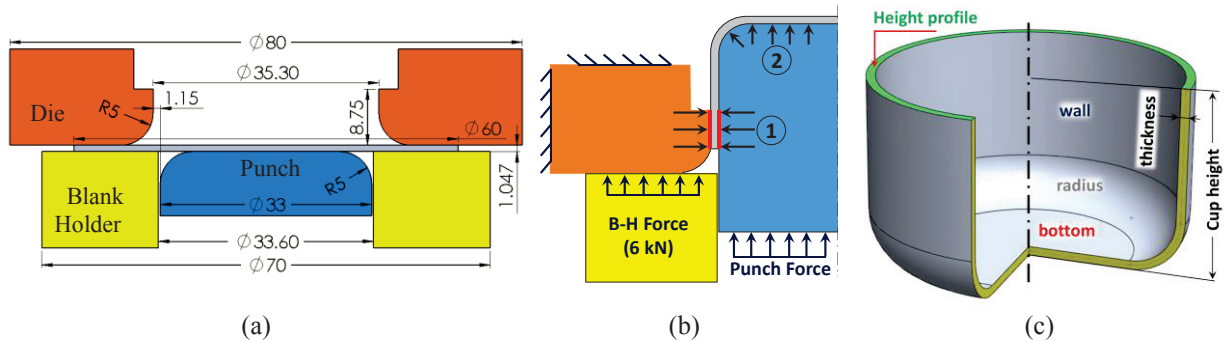 Ø80
Ø35.30
1.15
R5
8.75
Die
Ø60
Punch
R5
1.047
Blank
Holder
Ø33
Ø33.60
Ø70
(a)
2
1
B-H Force
(6 kN)
Punch Force
(b)
Height profile
wall
thickness
radius
bottom
Cup height
(c)